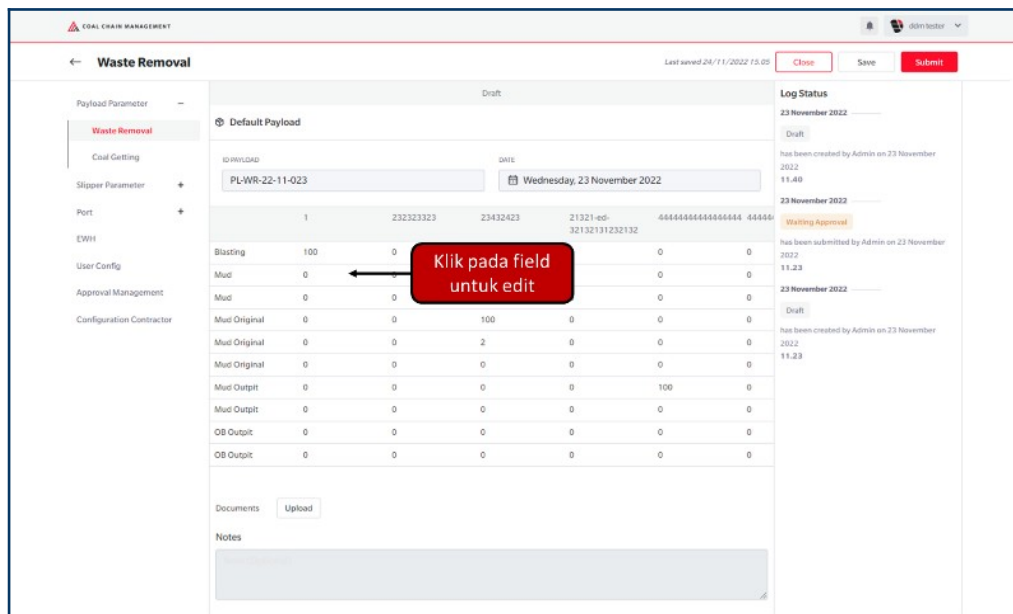 COAL CHAIN MANAGEMENT
ddm tester
← Waste Removal
Last saved 24/11/2022 15.05
Close
Save
Submit
Payload Parameter −
Waste Removal
Coal Getting
Slipper Parameter +
Port +
EWH
User Config
Approval Management
Configuration Contractor
Draft
Default Payload
ID PAYLOAD
DATE
PL-WR-22-11-023
Wednesday, 23 November 2022
1 232323323 23432423 21321-ed- 44444444444444444 44444
32132131232132
Blasting 100 0 0 0
Mud 0 0 0
Mud 0 0 0
Klik pada field
untuk edit
Mud Original 0 0 100 0 0 0
Mud Original 0 0 2 0 0 0
Mud Original 0 0 0 0 0 0
Mud Outpit 0 0 0 0 100 0
Mud Outpit 0 0 0 0 0 0
OB Outpit 0 0 0 0 0 0
OB Outpit 0 0 0 0 0 0
Documents
Upload
Notes
Log Status
23 November 2022
Draft
has been created by Admin on 23 November
2022
11.40
23 November 2022
Waiting Approval
has been submitted by Admin on 23 November
2022
11.23
23 November 2022
Draft
has been created by Admin on 23 November
2022
11.23